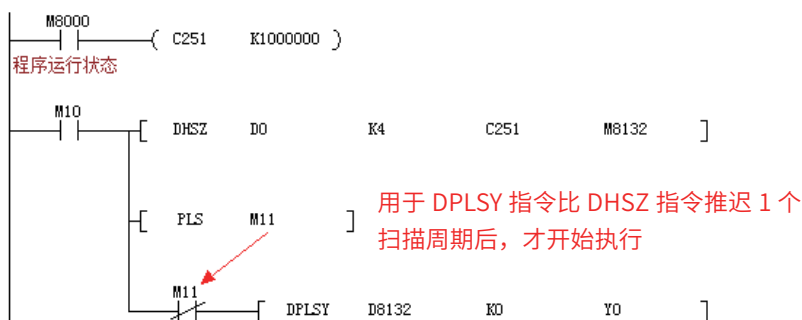 M8000
C251 K1000000
程序运行状态
M10
DHSZ D0 K4 C251 M8132
PLS M11
用于 DPLSY 指令比 DHSZ 指令推迟 1 个
扫描周期后，才开始执行
M11
DPLSY D8132 K0 Y0